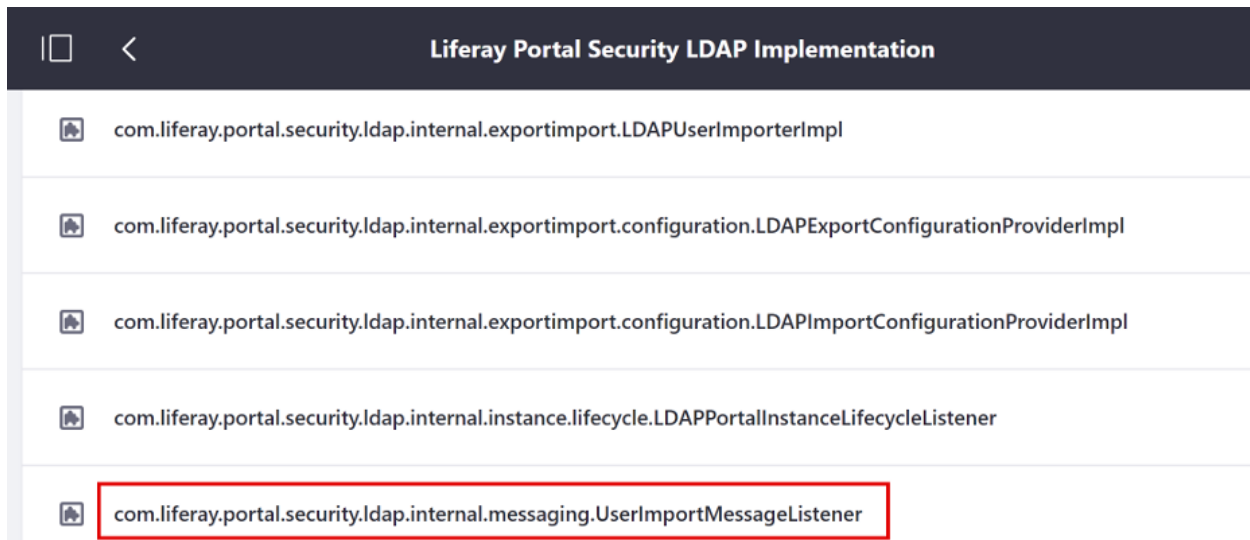 Liferay Portal Security LDAP Implementation
com.liferay.portal.security.ldap.internal.exportimport.LDAPUserImporterImpl
com.liferay.portal.security.ldap.internal.exportimport.configuration.LDAPExportConfigurationProviderImpl
com.liferay.portal.security.ldap.internal.exportimport.configuration.LDAPImportConfigurationProviderImpl
com.liferay.portal.security.ldap.internal.instance.lifecycle.LDAPPortalInstanceLifecycleListener
com.liferay.portal.security.ldap.internal.messaging.UserImportMessageListener